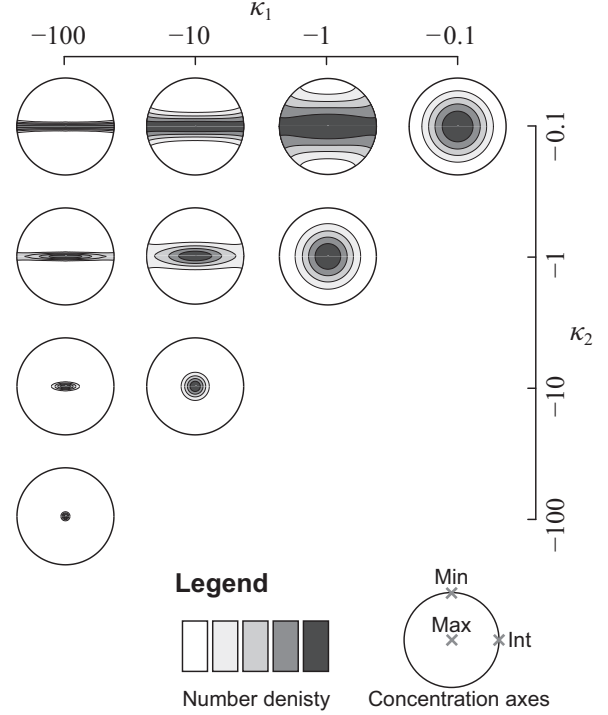 κ1
−100 −10 −1 −0.1
−0.1
−1
κ2
−10
−100
Legend
Number denisty
Min
Max
Int
Concentration axes